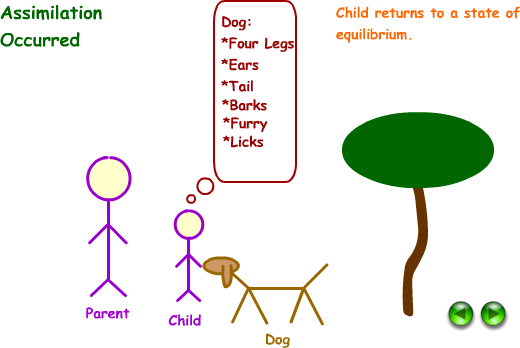 Assimilation
Occurred
Child returns to a state of
equilibrium.
Dog:
*Four Legs
*Ears
*Tail
*Barks
*Furry
*Licks
Parent
Child
Dog